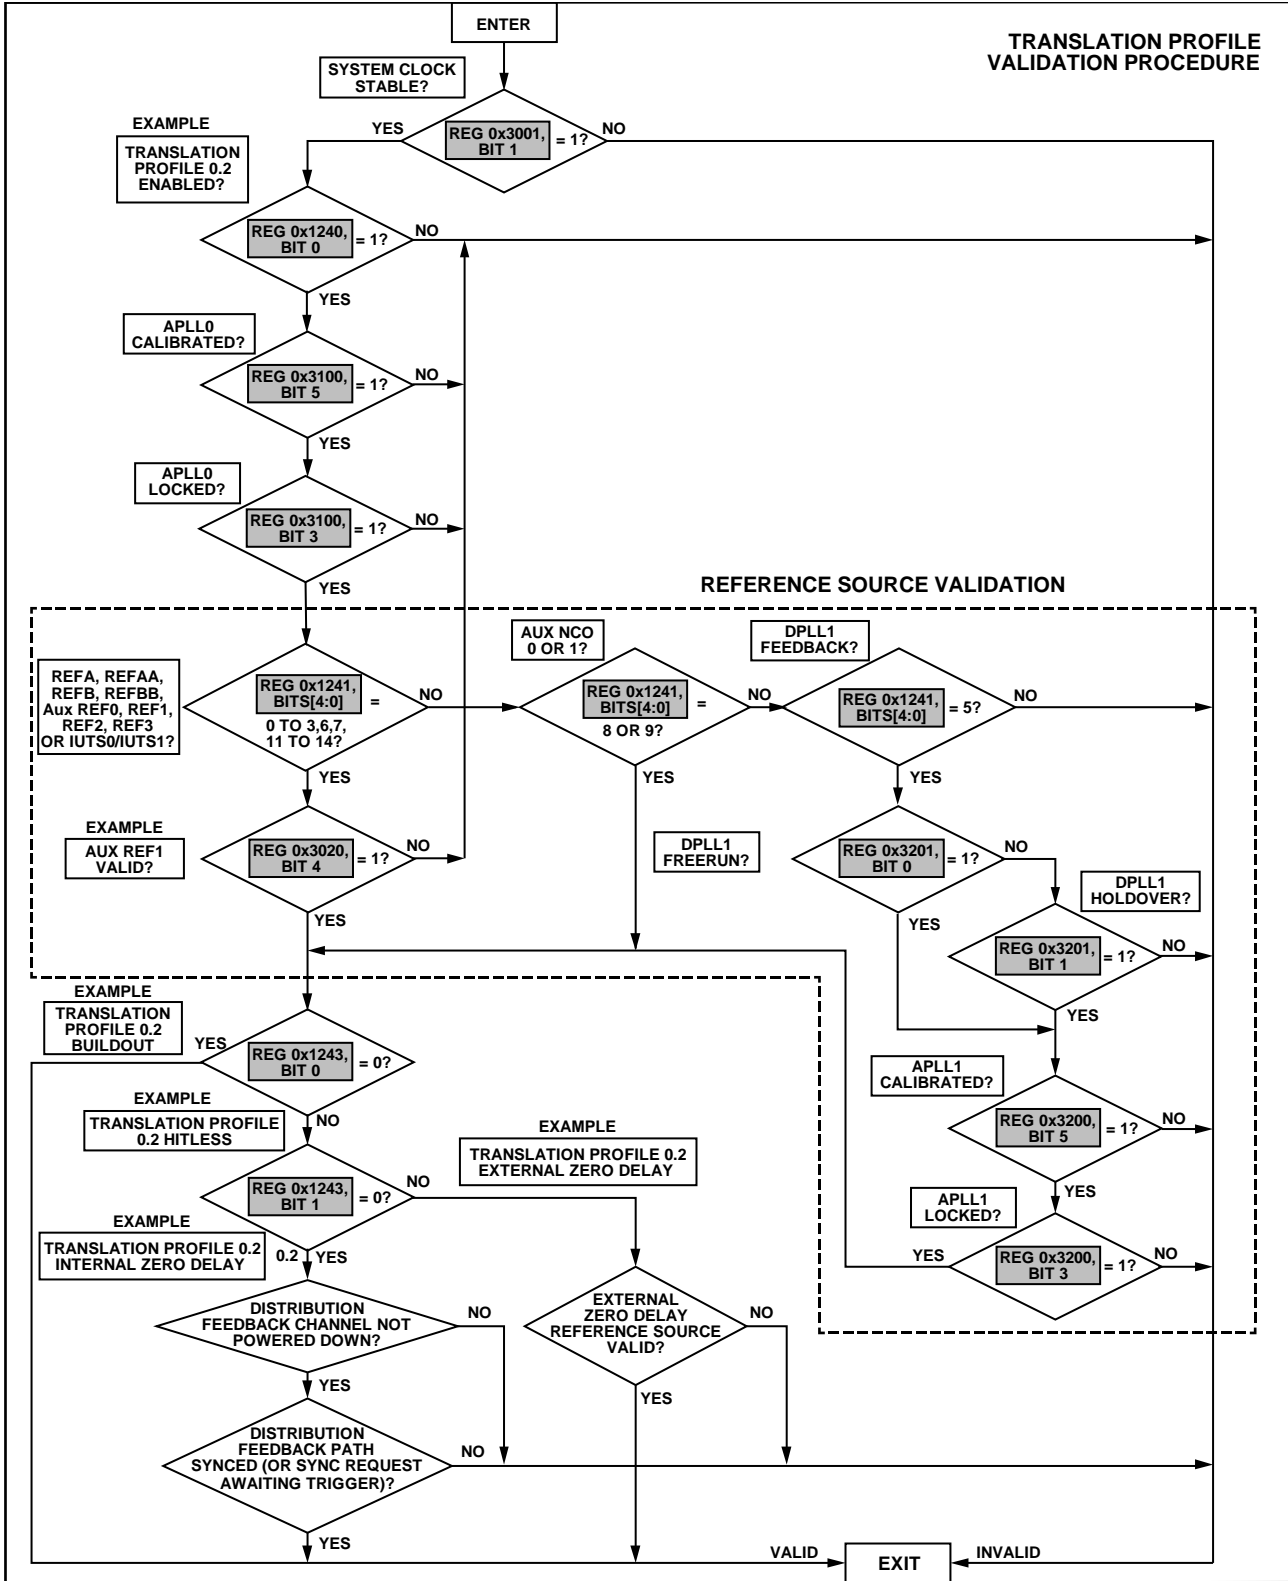 ENTER
TRANSLATION PROFILE
VALIDATION PROCEDURE
SYSTEM CLOCK
STABLE?
EXAMPLE
YES
REG 0x3001,
BIT 1
= 1?
NO
TRANSLATION
PROFILE 0.2
ENABLED?
REG 0x1240,
BIT 0
= 1?
NO
YES
APLL0
CALIBRATED?
REG 0x3100,
BIT 5
= 1?
NO
YES
APLL0
LOCKED?
REG 0x3100,
BIT 3
= 1?
NO
YES
REFERENCE SOURCE VALIDATION
AUX NCO
0 OR 1?
DPLL1
FEEDBACK?
REFA, REFAA,
REFB, REFBB,
Aux REF0, REF1,
REF2, REF3
OR IUTS0/IUTS1?
REG 0x1241,
BITS[4:0]
=
0 TO 3,6,7,
11 TO 14?
NO
REG 0x1241,
BITS[4:0]
=
8 OR 9?
NO
REG 0x1241,
BITS[4:0]
= 5?
NO
YES
YES
YES
EXAMPLE
AUX REF1
VALID?
REG 0x3020,
BIT 4
= 1?
NO
DPLL1
FREERUN?
REG 0x3201,
BIT 0
= 1?
NO
YES
YES
DPLL1
HOLDOVER?
REG 0x3201,
BIT 1
= 1?
NO
YES
EXAMPLE
TRANSLATION
PROFILE 0.2
BUILDOUT
YES
REG 0x1243,
BIT 0
= 0?
NO
APLL1
CALIBRATED?
REG 0x3200,
BIT 5
= 1?
NO
YES
EXAMPLE
TRANSLATION PROFILE
0.2 HITLESS
REG 0x1243,
BIT 1
= 0?
NO
EXAMPLE
TRANSLATION PROFILE 0.2
EXTERNAL ZERO DELAY
APLL1
LOCKED?
YES
REG 0x3200,
BIT 3
= 1?
NO
EXAMPLE
TRANSLATION PROFILE 0.2
INTERNAL ZERO DELAY
0.2
YES
DISTRIBUTION
FEEDBACK CHANNEL NOT
POWERED DOWN?
NO
YES
EXTERNAL
ZERO DELAY
REFERENCE SOURCE
VALID?
NO
YES
DISTRIBUTION
FEEDBACK PATH
SYNCED (OR SYNC REQUEST
AWAITING TRIGGER)?
NO
YES
VALID
EXIT
INVALID